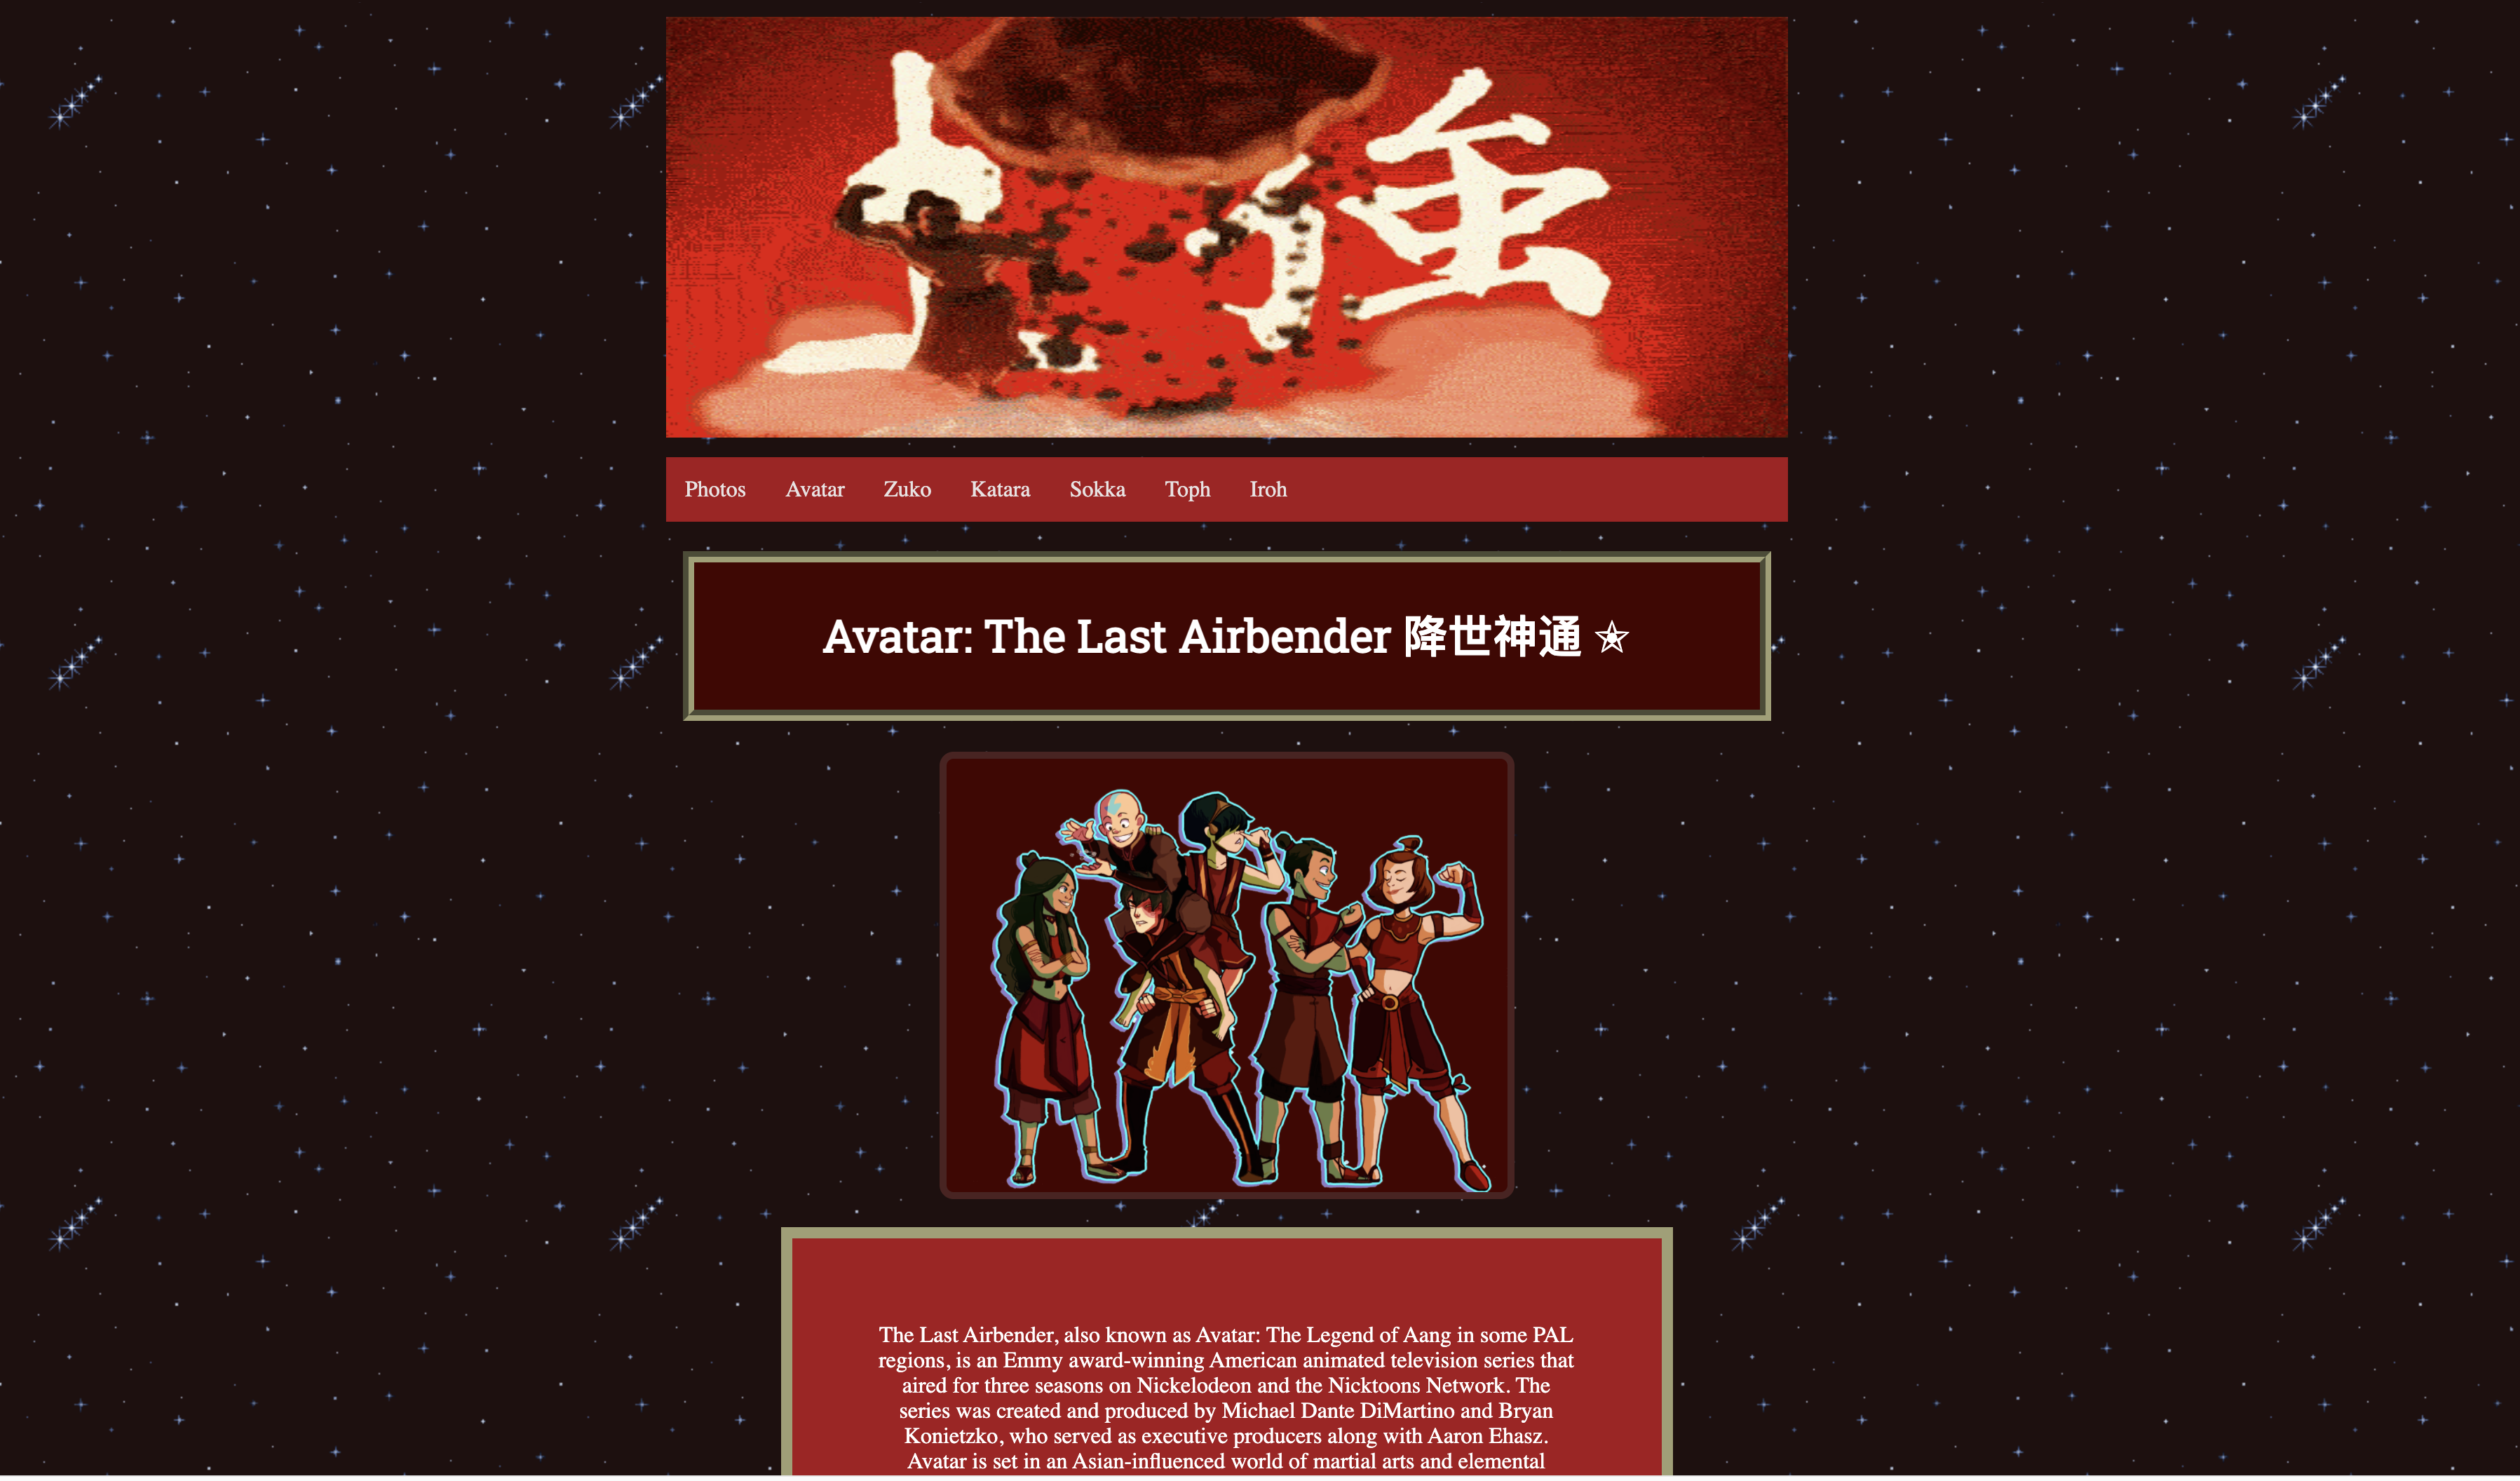 Photos Avatar Zuko Katara Sokka Toph Iroh
Avatar: The Last Airbender 降世神通 ✭
The Last Airbender, also known as Avatar: The Legend of Aang in some PAL
regions, is an Emmy award-winning American animated television series that
aired for three seasons on Nickelodeon and the Nicktoons Network. The
series was created and produced by Michael Dante DiMartino and Bryan
Konietzko, who served as executive producers along with Aaron Ehasz.
Avatar is set in an Asian-influenced world of martial arts and elemental